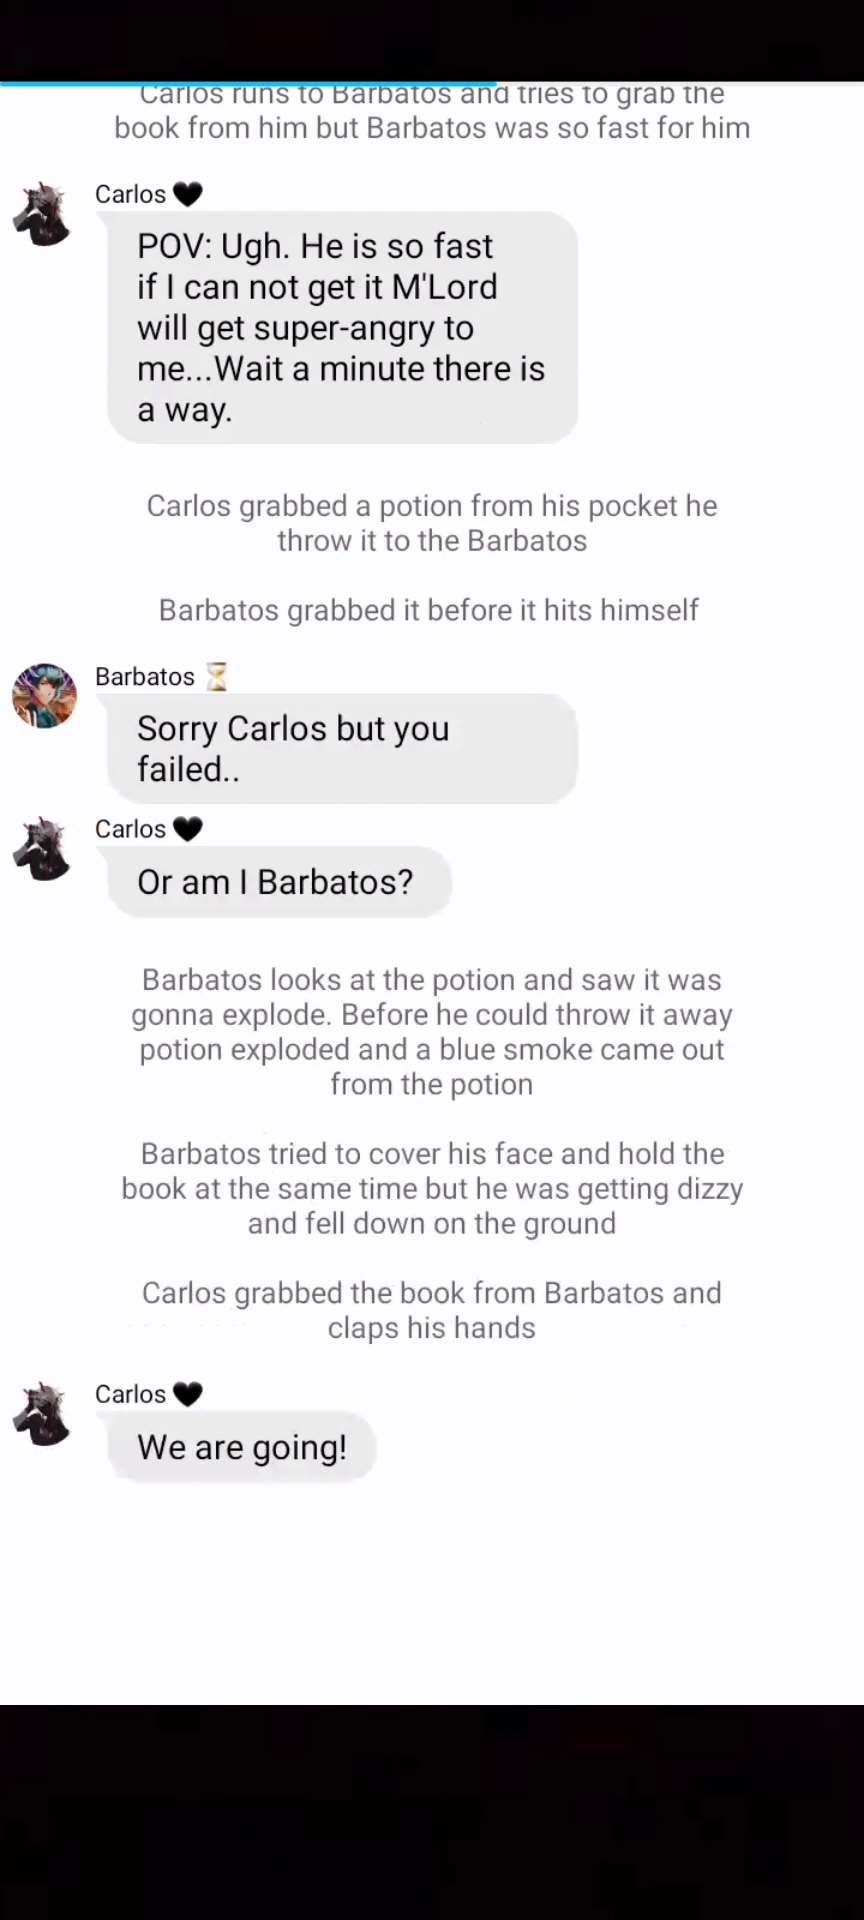 Carlos runs to Barbatos and tries to grab the
book from him but Barbatos was so fast for him
Carlos 🖤
POV: Ugh. He is so fast
if I can not get it M'Lord
will get super-angry to
me...Wait a minute there is
a way.
Carlos grabbed a potion from his pocket he
throw it to the Barbatos
Barbatos grabbed it before it hits himself
Barbatos ⏳
Sorry Carlos but you
failed..
Carlos 🖤
Or am I Barbatos?
Barbatos looks at the potion and saw it was
gonna explode. Before he could throw it away
potion exploded and a blue smoke came out
from the potion
Barbatos tried to cover his face and hold the
book at the same time but he was getting dizzy
and fell down on the ground
Carlos grabbed the book from Barbatos and
claps his hands
Carlos 🖤
We are going!